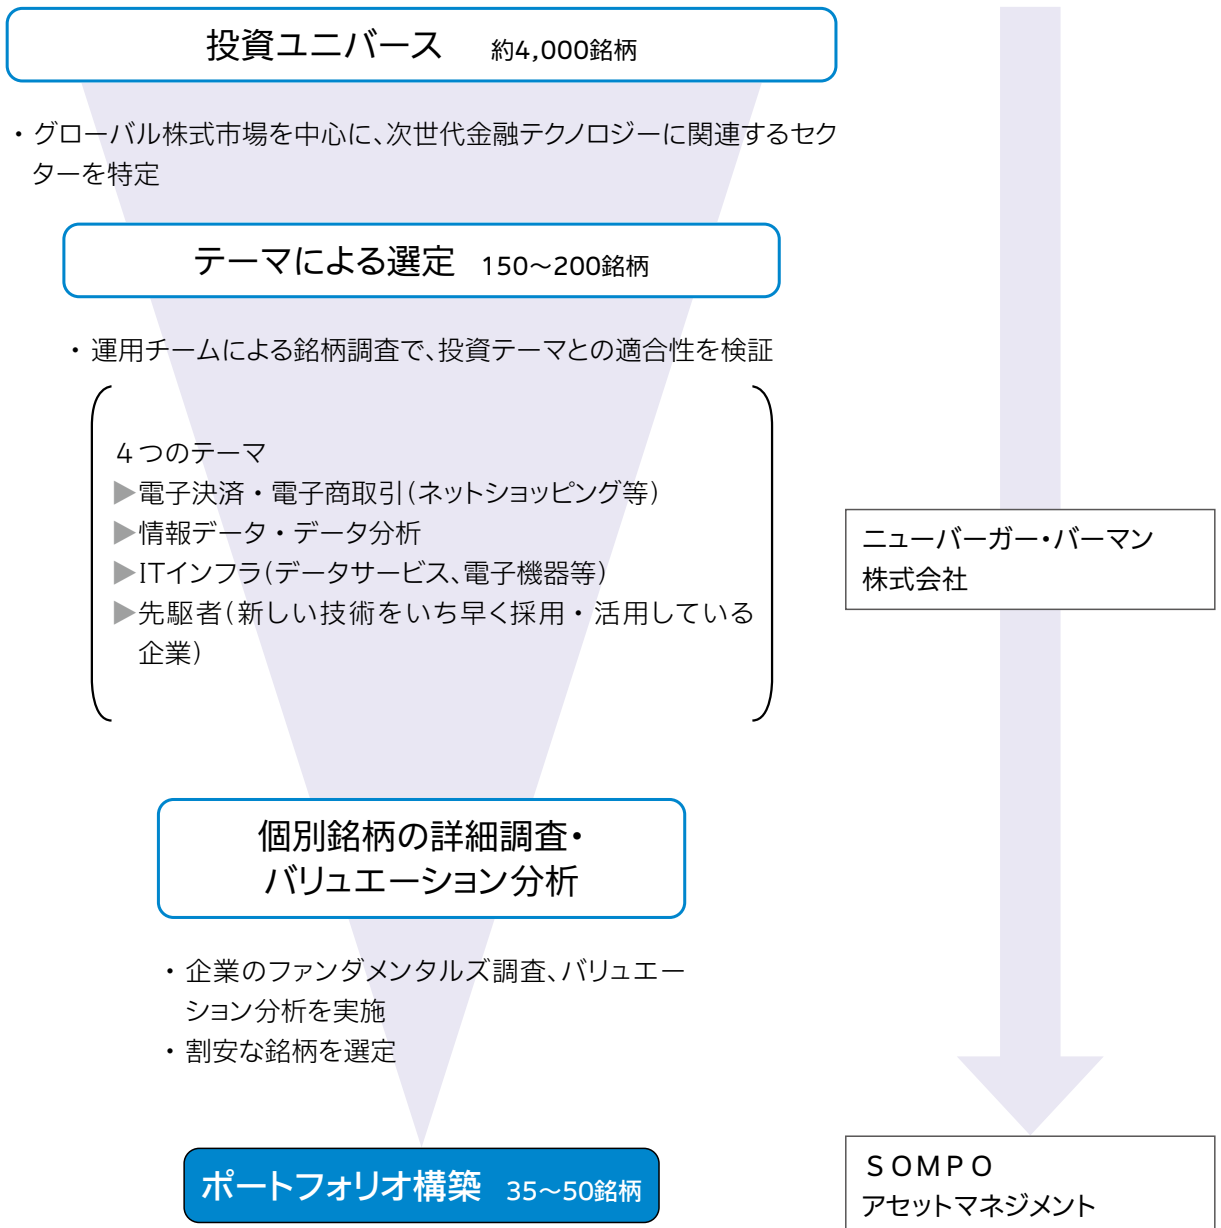 投資ユニバース 約4,000銘柄
・グローバル株式市場を中心に、次世代金融テクノロジーに関連するセク
ターを特定
テーマによる選定 150～200銘柄
・運用チームによる銘柄調査で、投資テーマとの適合性を検証
4つのテーマ
▶電子決済・電子商取引(ネットショッピング等)
▶情報データ・データ分析
▶ITインフラ(データサービス、電子機器等)
▶先駆者(新しい技術をいち早く採用・活用している
企業)
ニューバーガー・バーマン
株式会社
個別銘柄の詳細調査・
バリュエーション分析
・企業のファンダメンタルズ調査、バリュエー
ション分析を実施
・割安な銘柄を選定
ポートフォリオ構築 35～50銘柄
SOMPO
アセットマネジメント